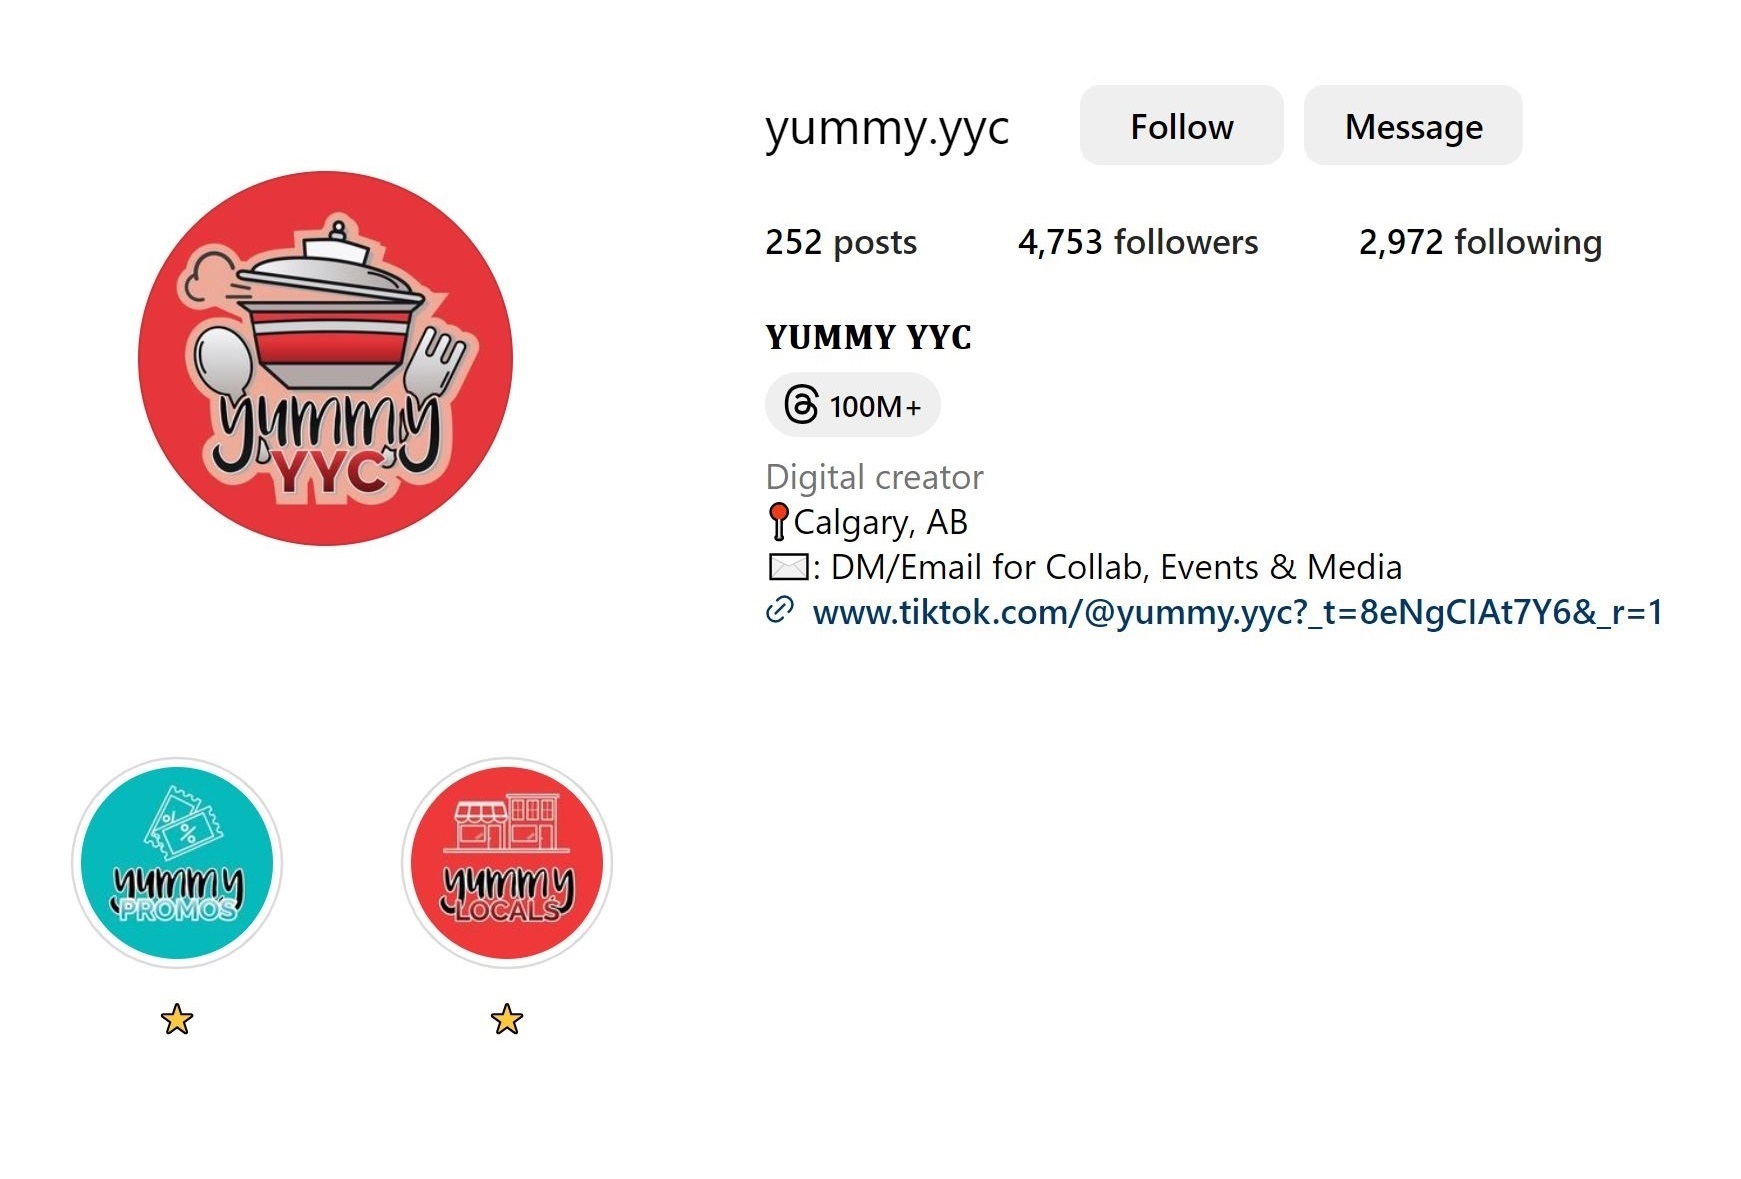 yummy.yyc Follow Message
252 posts 4,753 followers 2,972 following
YUMMY YYC
100M+
Digital creator
📍Calgary, AB
✉️: DM/Email for Collab, Events & Media
www.tiktok.com/@yummy.yyc?_t=8eNgCIAt7Y6&_r=1
yummy
YYC
yummy
PROMOS
yummy
LOCALS